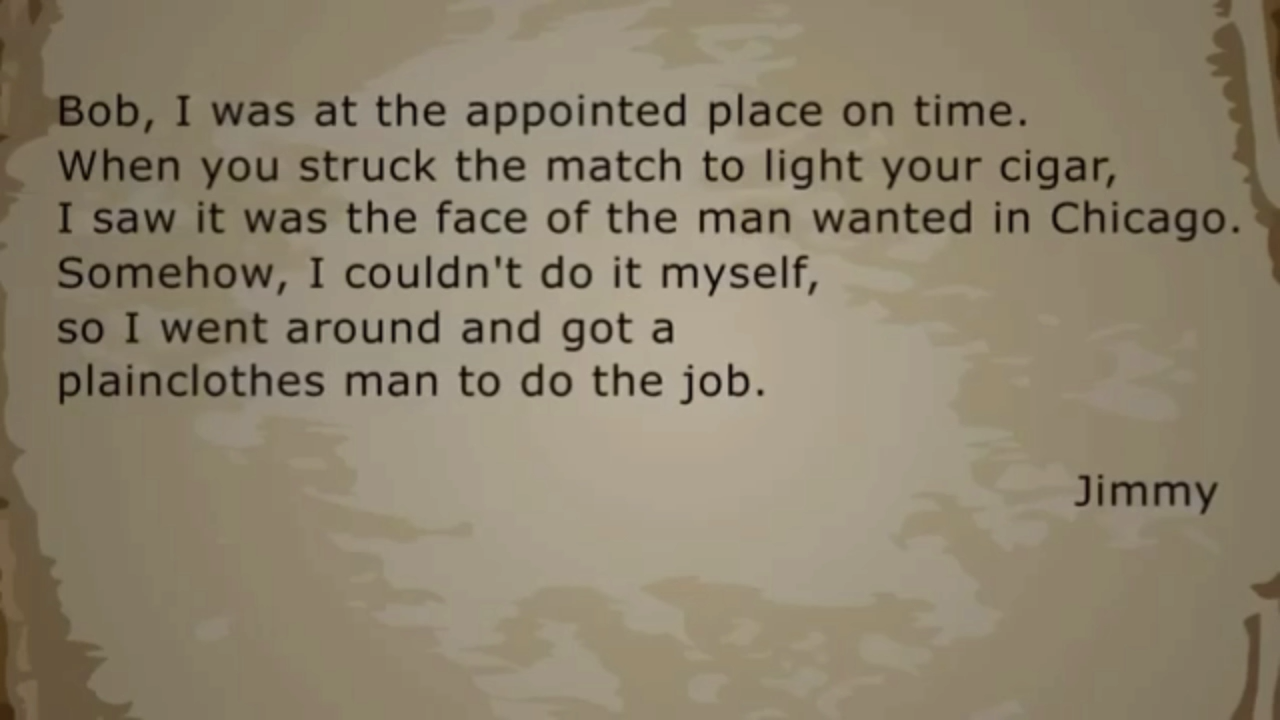 Bob, I was at the appointed place on time.
When you struck the match to light your cigar,
I saw it was the face of the man wanted in Chicago.
Somehow, I couldn't do it myself,
so I went around and got a
plainclothes man to do the job.
Jimmy